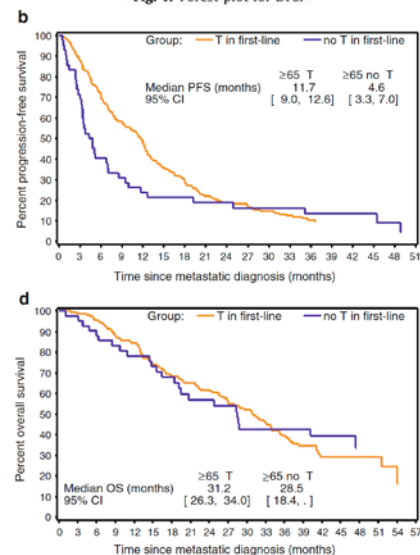 Fig. 1. Forest plot for DFS.
b
Group: T in first-line no T in first-line
≥65 T ≥65 no T
Median PFS (months) 11.7 4.6
95% CI [ 9.0, 12.6] [ 3.3, 7.0]
Percent progression-free survival
100
90
80
70
60
50
40
30
20
10
0
0 3 6 9 12 15 18 21 24 27 30 33 36 39 42 45 48 51
Time since metastatic diagnosis (months)
d
Group: T in first-line no T in first-line
Percent overall survival
100
90
80
70
60
50
40
30
20
10
0
≥65 T ≥65 no T
Median OS (months) 31.2 28.5
95% CI [ 26.3, 34.0] [ 18.4, . ]
0 3 6 9 12 15 18 21 24 27 30 33 36 39 42 45 48 51 54 57
Time since metastatic diagnosis (months)